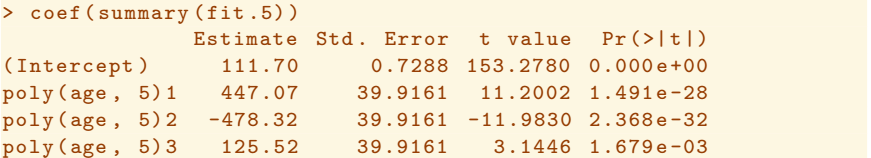 > coef(summary(fit.5))
Estimate Std. Error t value Pr(>|t|)
(Intercept) 111.70 0.7288 153.2780 0.000e+00
poly(age, 5)1 447.07 39.9161 11.2002 1.491e-28
poly(age, 5)2 -478.32 39.9161 -11.9830 2.368e-32
poly(age, 5)3 125.52 39.9161 3.1446 1.679e-03